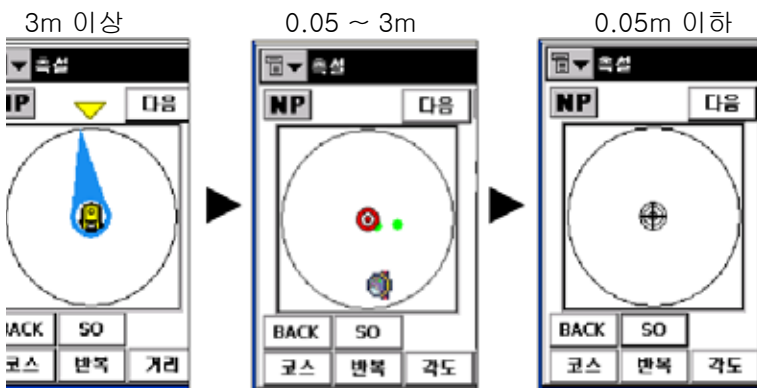 3m 이상
0.05 ~ 3m
0.05m 이하
측설
NP
다음
BACK
SO
코스
반복
거리
측설
NP
다음
BACK
SO
코스
반복
각도
측설
NP
다음
BACK
SO
코스
반복
각도